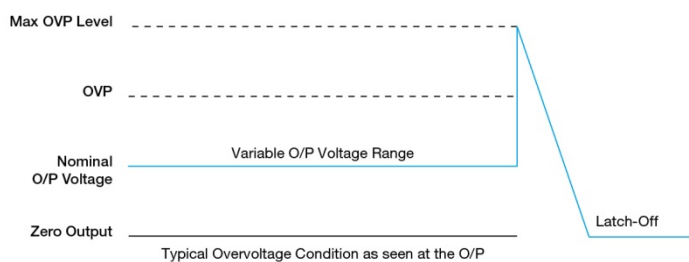 Max OVP Level
OVP
Variable O/P Voltage Range
Nominal
O/P Voltage
Latch-Off
Zero Output
Typical Overvoltage Condition as seen at the O/P